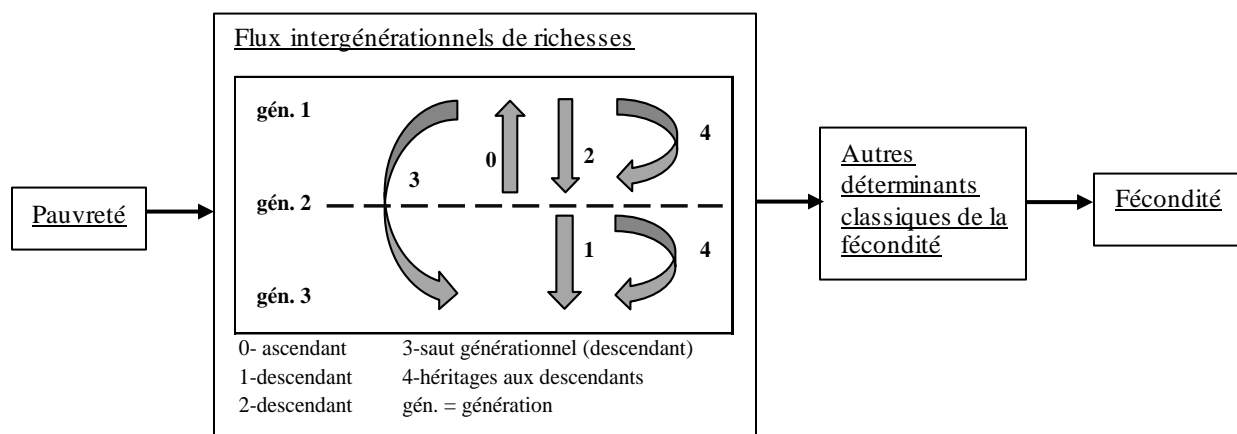 Flux intergénérationnels de richesses
gén. 1
4
0
2
3
Pauvreté
gén. 2
Autres
déterminants
classiques de la
fécondité
Fécondité
1
4
gén. 3
0- ascendant 3-saut générationnel (descendant)
1-descendant 4-héritages aux descendants
2-descendant gén. = génération